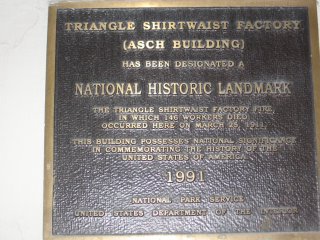 TRIANGLE SHIRTWAIST FACTORY
(ASCH BUILDING)
HAS BEEN DESIGNATED A
NATIONAL HISTORIC LANDMARK
THE TRIANGLE SHIRTWAIST FACTORY FIRE,
IN WHICH 146 WORKERS DIED,
OCCURRED HERE ON MARCH 25, 1911.
THIS BUILDING POSSESSES NATIONAL SIGNIFICANCE
IN COMMEMORATING THE HISTORY OF THE
UNITED STATES OF AMERICA
1991
NATIONAL PARK SERVICE
UNITED STATES DEPARTMENT OF THE INTERIOR